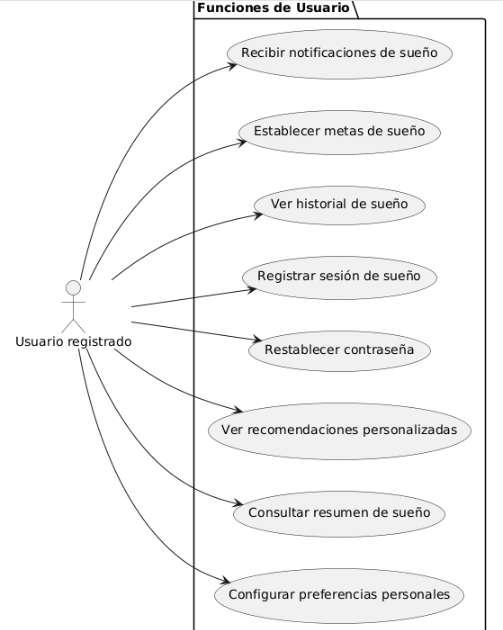 Funciones de Usuario
Recibir notificaciones de sueño
Establecer metas de sueño
Ver historial de sueño
Registrar sesión de sueño
Usuario registrado
Restablecer contraseña
Ver recomendaciones personalizadas
Consultar resumen de sueño
Configurar preferencias personales